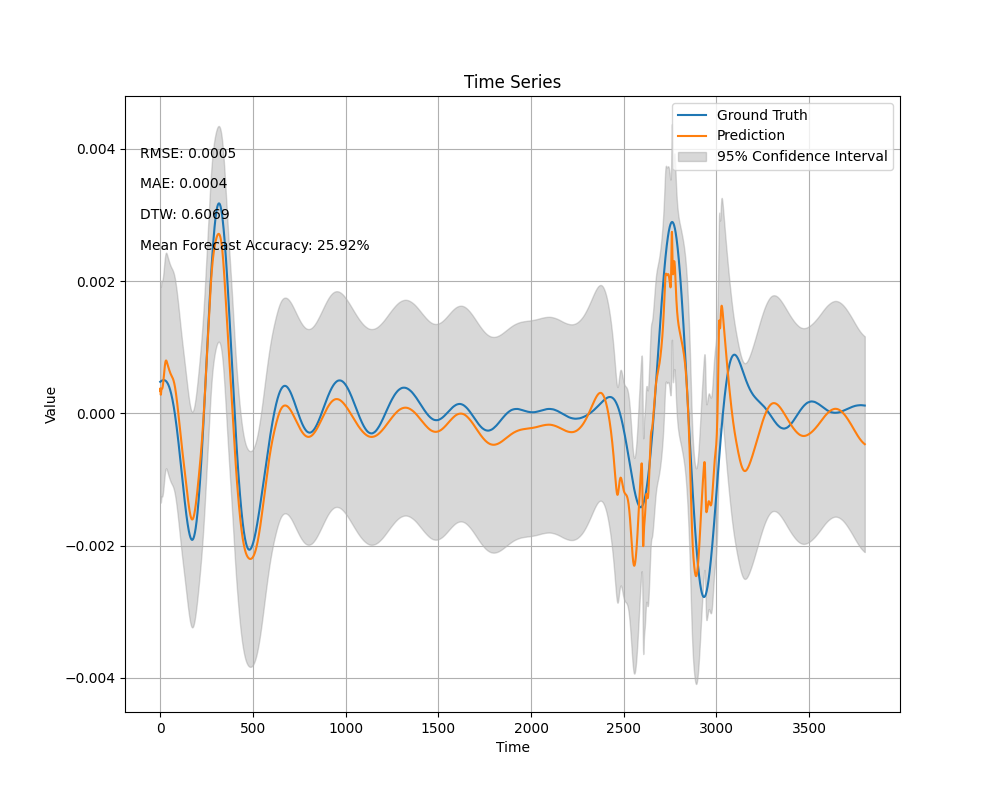 Time Series
Ground Truth
Prediction
95% Confidence Interval
RMSE: 0.0005
MAE: 0.0004
DTW: 0.6069
Mean Forecast Accuracy: 25.92%
0.004
0.002
0.000
−0.002
−0.004
Value
0 500 1000 1500 2000 2500 3000 3500
Time